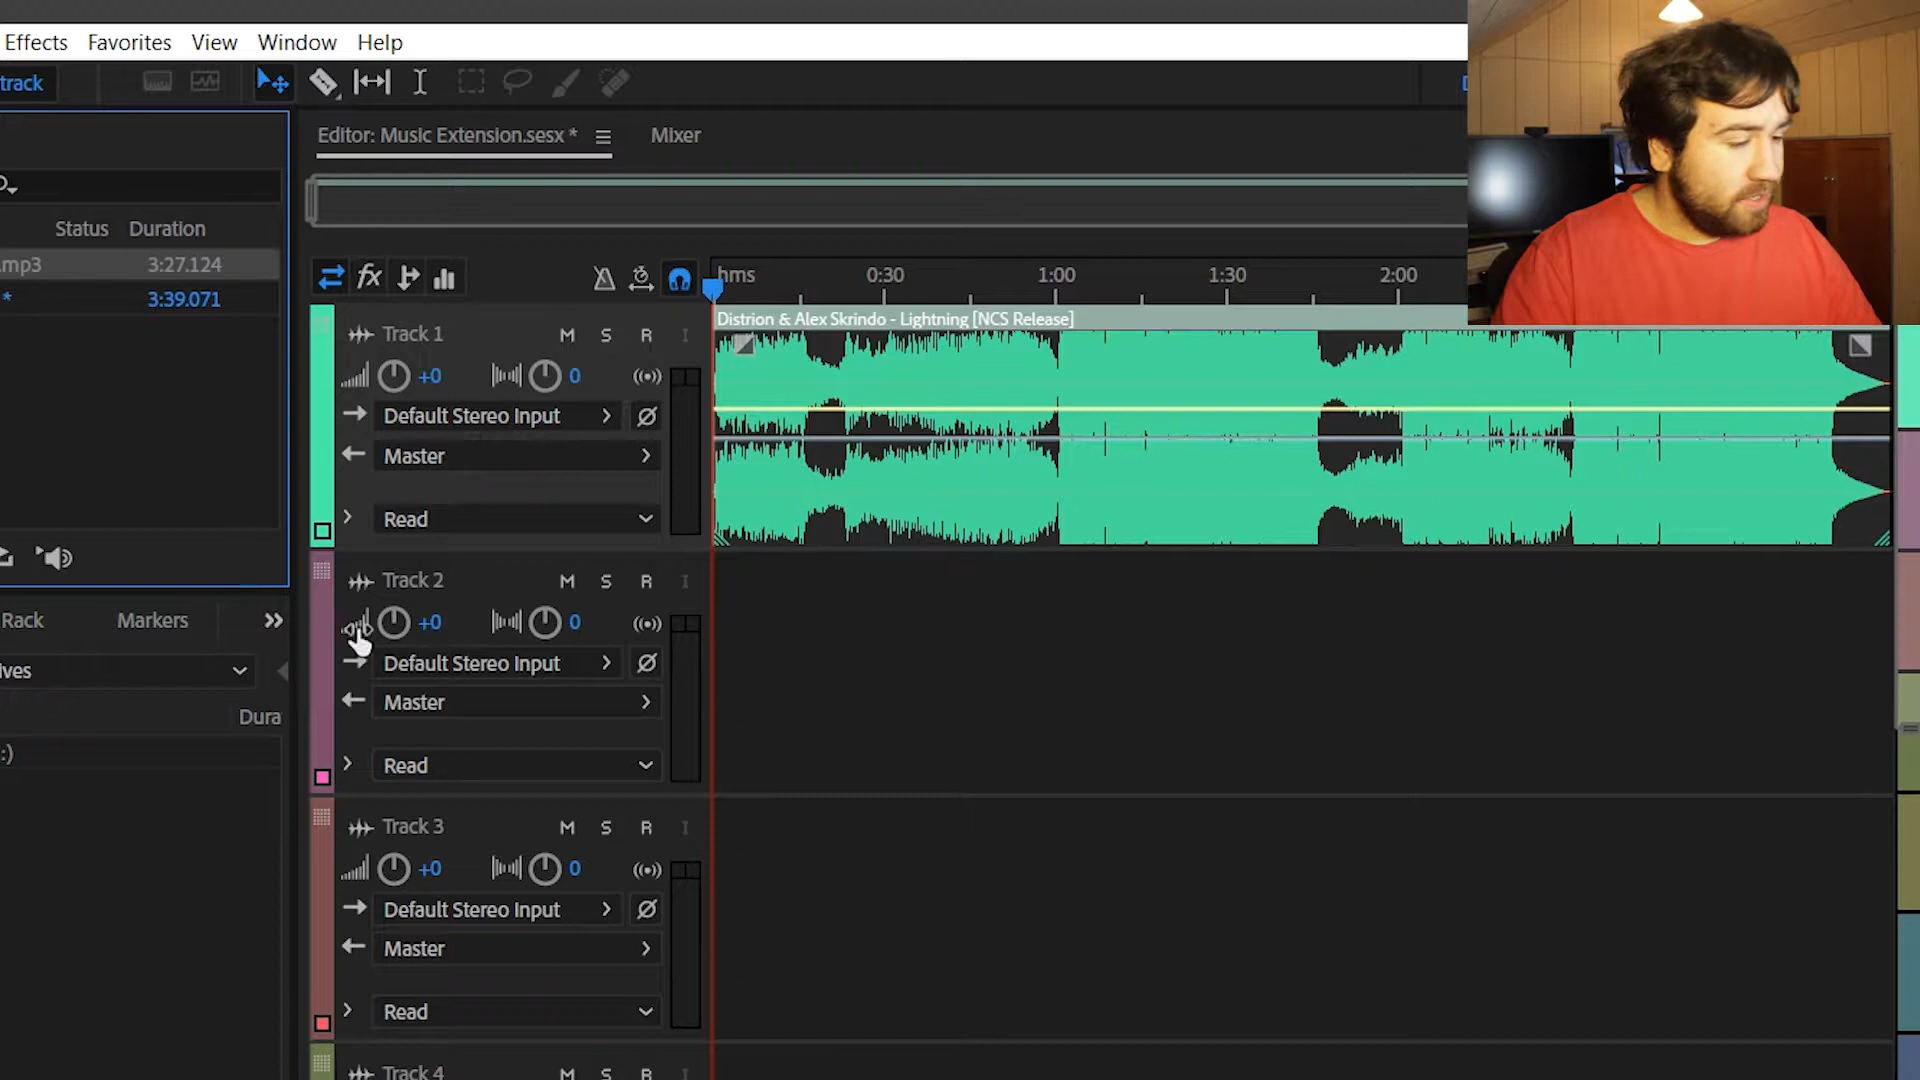 Effects Favorites View Window Help
track
Editor: Music Extension.sesx * Mixer
Status Duration
.mp3 3:27.124
* 3:39.071
fx
hms 0:30 1:00 1:30 2:00
Distrion & Alex Skrindo - Lightning [NCS Release]
Track 1 M S R I
+0 0
Default Stereo Input
Master
Read
Track 2 M S R I
+0 0
Default Stereo Input
Master
Read
Rack Markers
ives
Dura
:)
Track 3 M S R I
+0 0
Default Stereo Input
Master
Read
Track 4 M S R I